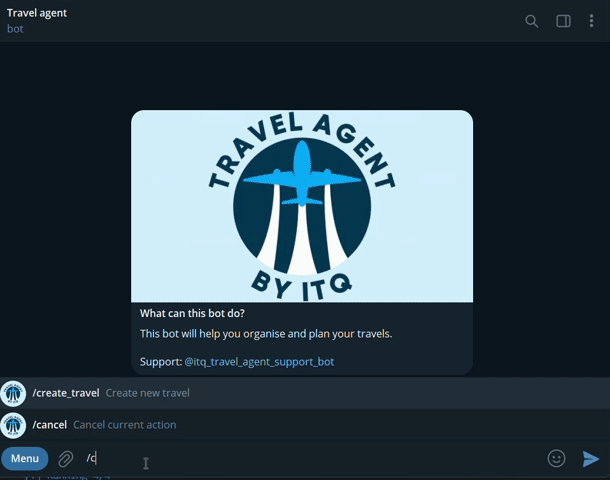 Travel agent
bot
TRAVEL AGENT
BY ITQ
What can this bot do?
This bot will help you organise and plan your travels.
Support: @itq_travel_agent_support_bot
/create_travel Create new travel
/cancel Cancel current action
Menu /c